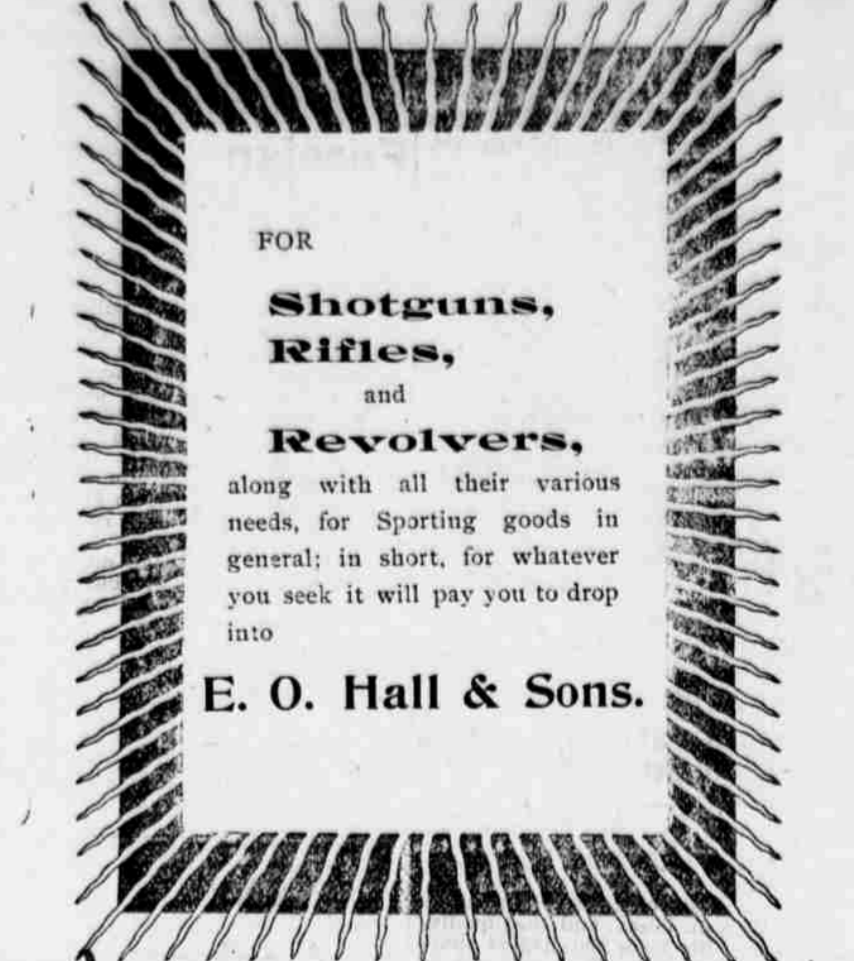 FOR
Shotguns,
Rifles,
and
Revolvers,
along with all their various
needs, for Sporting goods in
general; in short, for whatever
you seek it will pay you to drop
into
E. O. Hall & Sons.